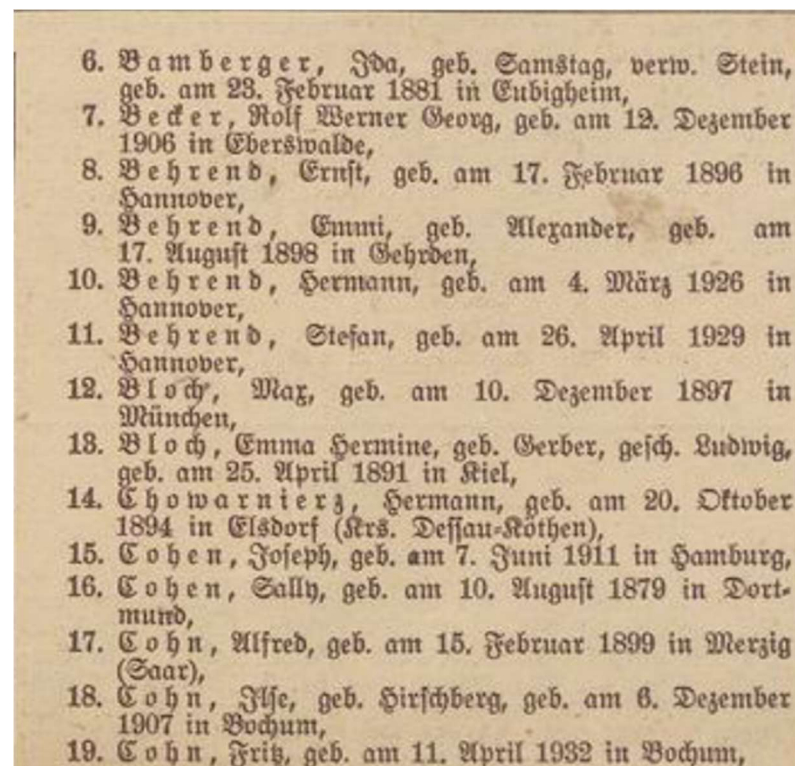 6. Bamberger, Ida, geb. Samstag, verw. Stein,
geb. am 23. Februar 1881 in Eubigheim,
7. Becker, Rolf Werner Georg, geb. am 12. Dezember
1906 in Eberswalde,
8. Behrend, Ernst, geb. am 17. Februar 1896 in
Hannover,
9. Behrend, Emmi, geb. Alexander, geb. am
17. August 1898 in Gehrden,
10. Behrend, Hermann, geb. am 4. März 1926 in
Hannover,
11. Behrend, Stefan, geb. am 26. April 1929 in
Hannover,
12. Bloch, Max, geb. am 10. Dezember 1897 in
München,
13. Bloch, Emma Hermine, geb. Gerber, gesch. Ludwig,
geb. am 25. April 1891 in Kiel,
14. Chowarnierz, Hermann, geb. am 20. Oktober
1894 in Elsdorf (Krs. Dessau-Köthen),
15. Cohen, Joseph, geb. am 7. Juni 1911 in Hamburg,
16. Cohen, Sally, geb. am 10. August 1879 in Dort-
mund,
17. Cohn, Alfred, geb. am 15. Februar 1899 in Merzig
(Saar),
18. Cohn, Ilse, geb. Hirschberg, geb. am 6. Dezember
1907 in Bochum,
19. Cohn, Fritz, geb. am 11. April 1932 in Bochum,